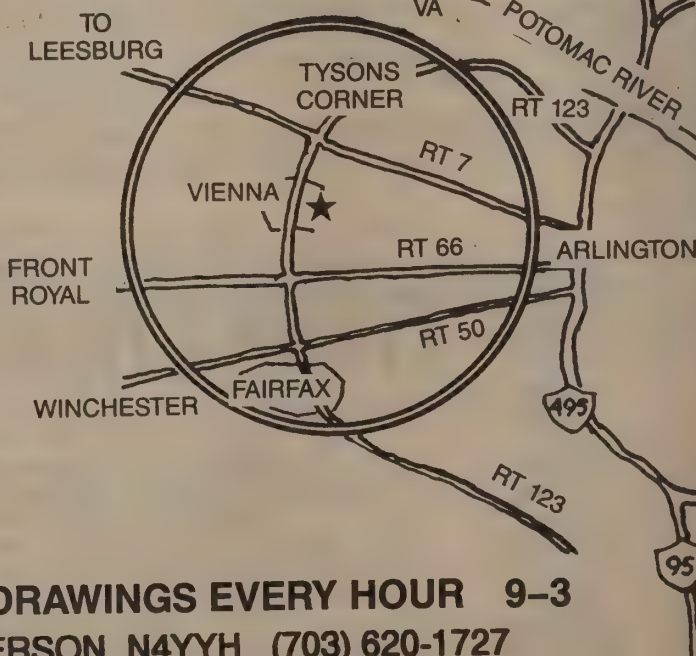 VA
TO
LEESBURG
POTOMAC RIVER
TYSONS
CORNER
RT 123
RT 7
VIENNA
RT 66
ARLINGTON
FRONT
ROYAL
RT 50
WINCHESTER
FAIRFAX
495
RT 123
95
DRAWINGS EVERY HOUR 9–3
ERSON N4YYH (703) 620-1727